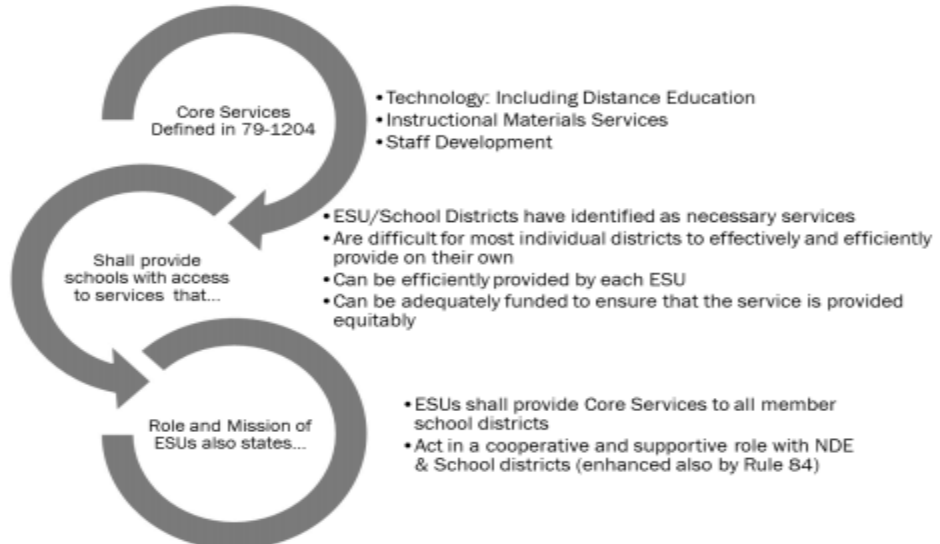 Core Services
Defined in 79-1204
•Technology: Including Distance Education
•Instructional Materials Services
•Staff Development
Shall provide
schools with access
to services that...
•ESU/School Districts have identified as necessary services
•Are difficult for most individual districts to effectively and efficiently
provide on their own
•Can be efficiently provided by each ESU
•Can be adequately funded to ensure that the service is provided
equitably
Role and Mission of
ESUs also states...
•ESUs shall provide Core Services to all member
school districts
•Act in a cooperative and supportive role with NDE
& School districts (enhanced also by Rule 84)